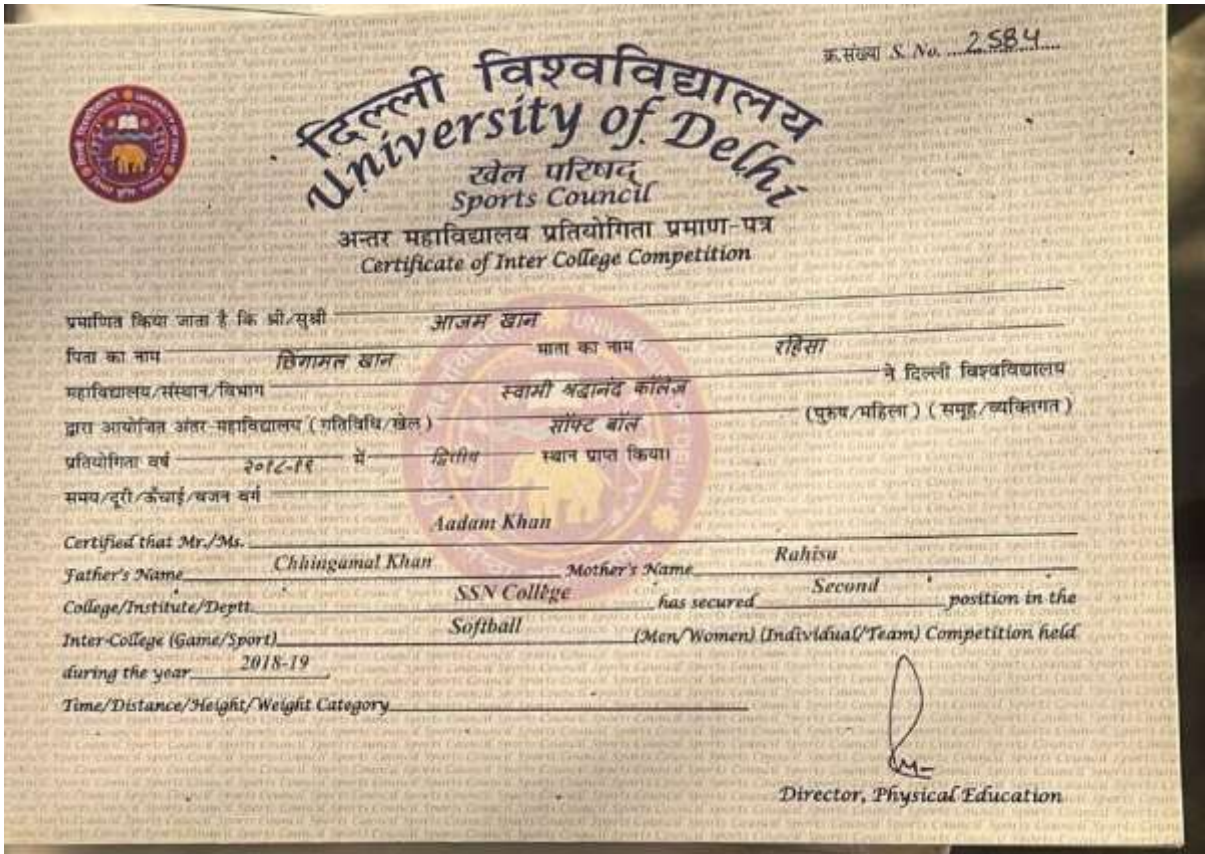 क्र.संख्या S. No. 2584
दिल्ली विश्वविद्यालय
University of Delhi
खेल परिषद्
Sports Council
अन्तर महाविद्यालय प्रतियोगिता प्रमाण-पत्र
Certificate of Inter College Competition
प्रमाणित किया जाता है कि श्री/सुश्री आजम खान
पिता का नाम छिंगामल खान माता का नाम रहिसा
महाविद्यालय/संस्थान/विभाग स्वामी श्रद्धानंद कॉलेज ने दिल्ली विश्वविद्यालय
द्वारा आयोजित अंतर-महाविद्यालय (गतिविधि/खेल) सॉफ्ट बॉल (पुरुष/महिला) (समूह/व्यक्तिगत)
प्रतियोगिता वर्ष २०१८-१९ में द्वितीय स्थान प्राप्त किया।
समय/दूरी/ऊँचाई/वजन वर्ग
Certified that Mr./Ms. Aadam Khan
Father's Name Chhingamal Khan Mother's Name Rahisa
College/Institute/Deptt. SSN College has secured Second position in the
Inter-College (Game/Sport) Softball (Men/Women) (Individual/Team) Competition held
during the year 2018-19
Time/Distance/Height/Weight Category
Director, Physical Education